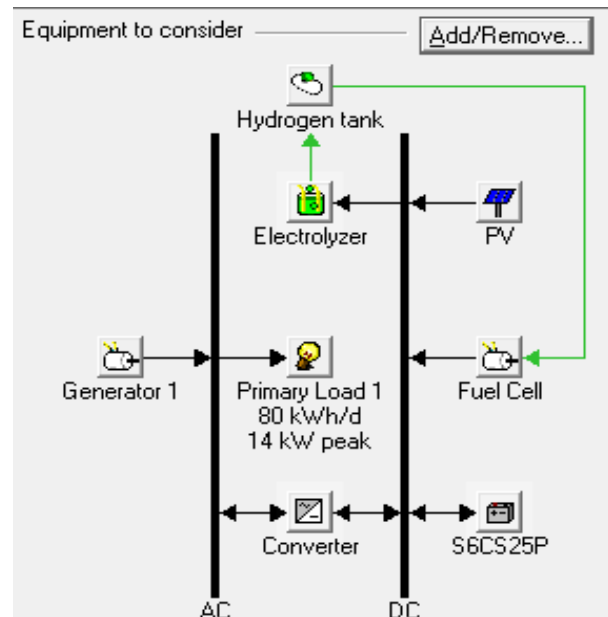 Equipment to consider
Add/Remove...
Hydrogen tank
Electrolyzer
PV
Generator 1
Primary Load 1
80 kWh/d
14 kW peak
Fuel Cell
Converter
S6CS25P
AC
DC